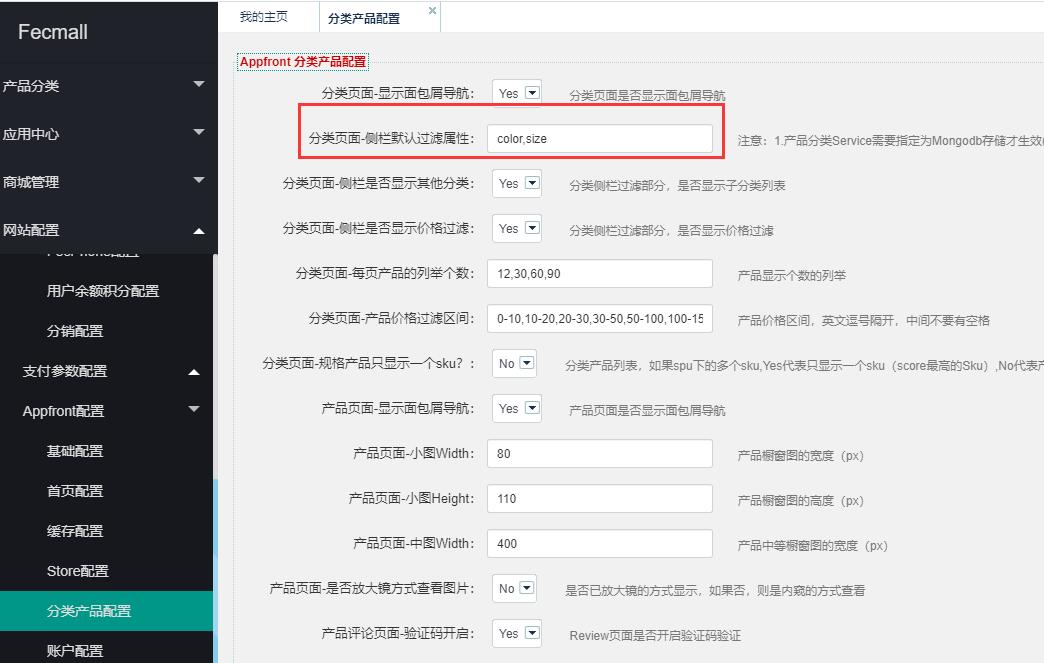 Fecmall
产品分类
应用中心
商城管理
网站配置
用户余额积分配置
分销配置
支付参数配置
Appfront配置
基础配置
首页配置
缓存配置
Store配置
分类产品配置
账户配置
我的主页
分类产品配置
Appfront 分类产品配置
分类页面-显示面包屑导航： Yes 分类页面是否显示面包屑导航
分类页面-侧栏默认过滤属性： color,size 注意：1.产品分类Service需要指定为Mongodb存储才生效(
分类页面-侧栏是否显示其他分类： Yes 分类侧栏过滤部分，是否显示子分类列表
分类页面-侧栏是否显示价格过滤： Yes 分类侧栏过滤部分，是否显示价格过滤
分类页面-每页产品的列举个数： 12,30,60,90 产品显示个数的列举
分类页面-产品价格过滤区间： 0-10,10-20,20-30,30-50,50-100,100-15 产品价格区间，英文逗号隔开，中间不要有空格
分类页面-规格产品只显示一个sku？： No 分类产品列表，如果spu下的多个sku,Yes代表只显示一个sku（score最高的Sku）,No代表产
产品页面-显示面包屑导航： Yes 产品页面是否显示面包屑导航
产品页面-小图Width： 80 产品橱窗图的宽度（px）
产品页面-小图Height： 110 产品橱窗图的高度（px）
产品页面-中图Width： 400 产品中等橱窗图的宽度（px）
产品页面-是否放大镜方式查看图片： No 是否已放大镜的方式显示，如果否，则是内窥的方式查看
产品评论页面-验证码开启： Yes Review页面是否开启验证码验证